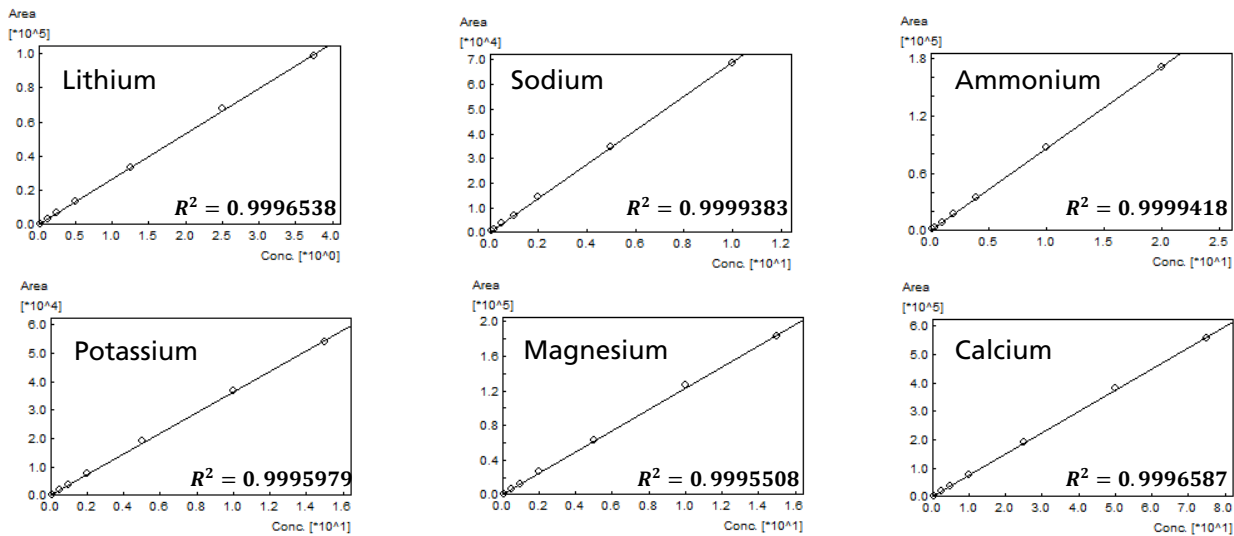 Area
[*10^5]
Lithium
1.0
0.8
0.6
0.4
0.2
0.0
R² = 0.9996538
0.0 0.5 1.0 1.5 2.0 2.5 3.0 3.5 4.0
Conc. [*10^0]
Area
[*10^4]
Sodium
7.0
6.0
5.0
4.0
3.0
2.0
1.0
0.0
R² = 0.9999383
0.0 0.2 0.4 0.6 0.8 1.0 1.2
Conc. [*10^1]
Area
[*10^5]
Ammonium
1.8
1.2
0.6
0.0
R² = 0.9999418
0.0 0.5 1.0 1.5 2.0 2.5
Conc. [*10^1]
Area
[*10^4]
Potassium
6.0
5.0
4.0
3.0
2.0
1.0
0.0
R² = 0.9995979
0.0 0.2 0.4 0.6 0.8 1.0 1.2 1.4 1.6
Conc. [*10^1]
Area
[*10^5]
Magnesium
2.0
1.6
1.2
0.8
0.4
0.0
R² = 0.9995508
0.0 0.2 0.4 0.6 0.8 1.0 1.2 1.4 1.6
Conc. [*10^1]
Area
[*10^5]
Calcium
6.0
5.0
4.0
3.0
2.0
1.0
0.0
R² = 0.9996587
0.0 1.0 2.0 3.0 4.0 5.0 6.0 7.0 8.0
Conc. [*10^1]